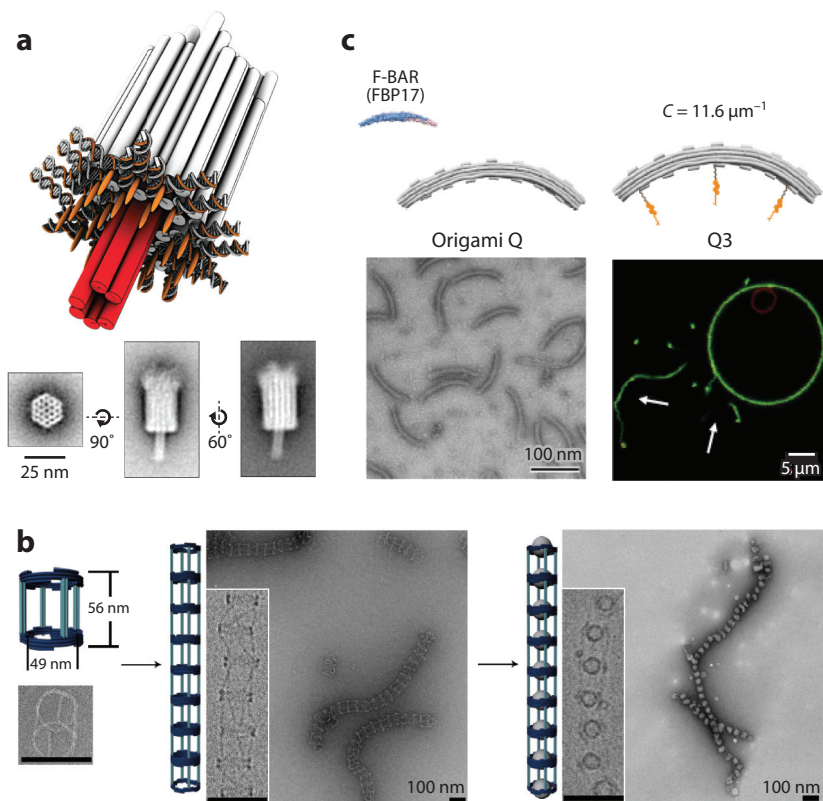 a
90°
60°
25 nm
c
F-BAR
(FBP17)
C = 11.6 µm⁻¹
Origami Q
Q3
100 nm
5 µm
b
56 nm
49 nm
100 nm
100 nm